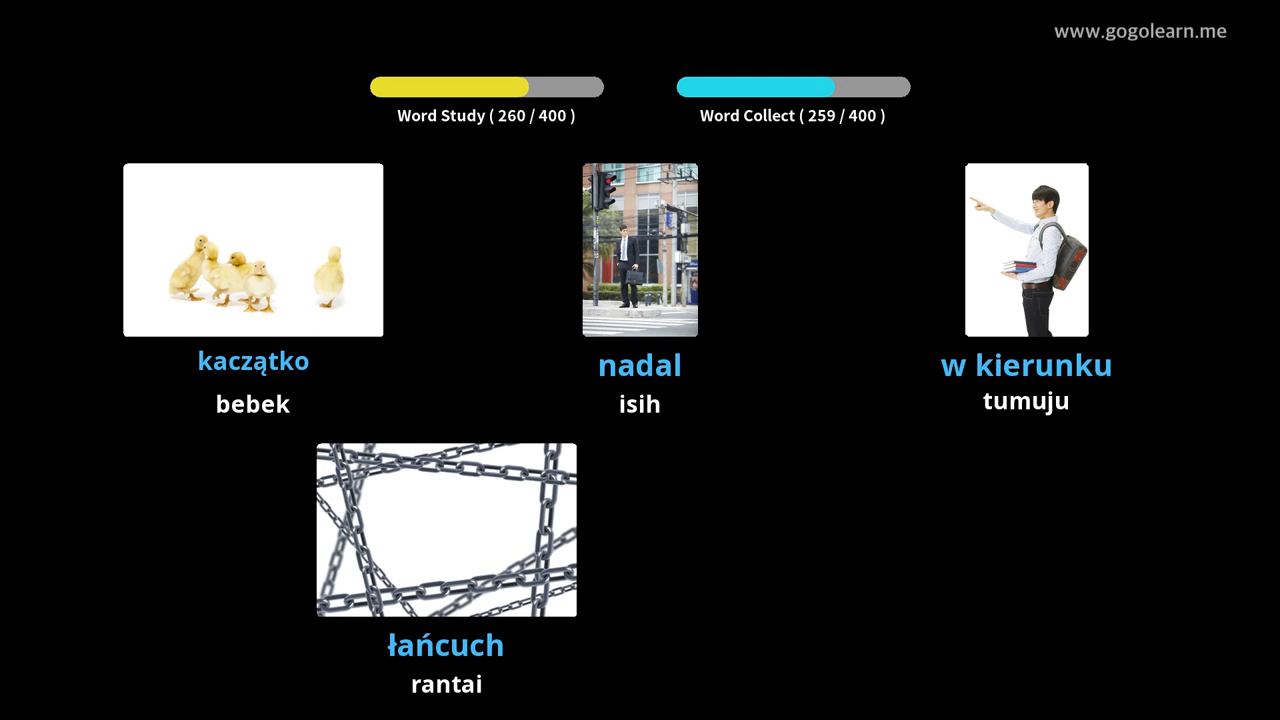 www.gogolearn.me
Word Study ( 260 / 400 )
Word Collect ( 259 / 400 )
kaczątko
bebek
nadal
isih
w kierunku
tumuju
łańcuch
rantai